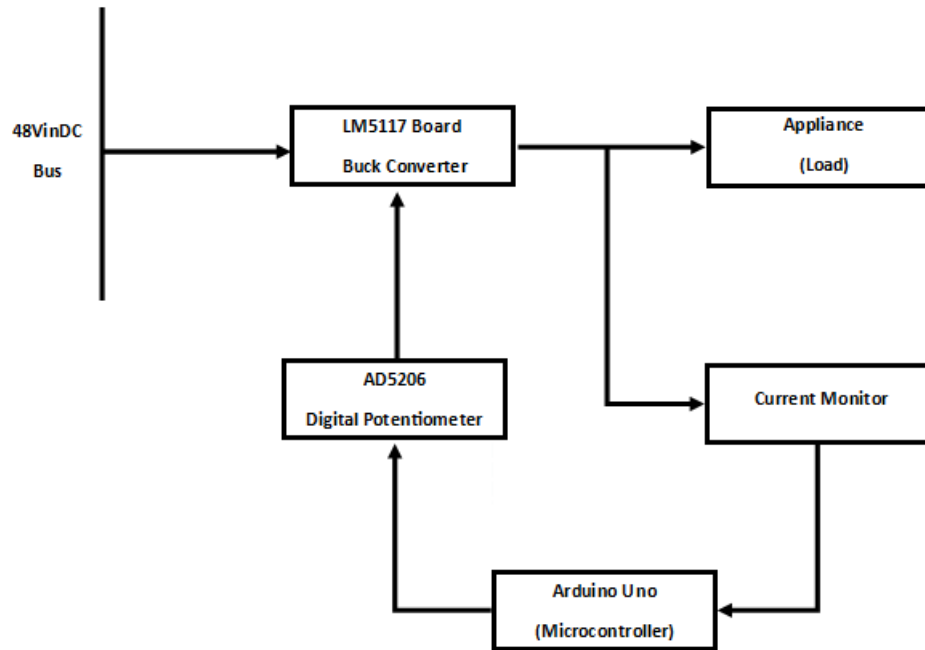 48VinDC
Bus
LM5117 Board
Buck Converter
Appliance
(Load)
AD5206
Digital Potentiometer
Current Monitor
Arduino Uno
(Microcontroller)